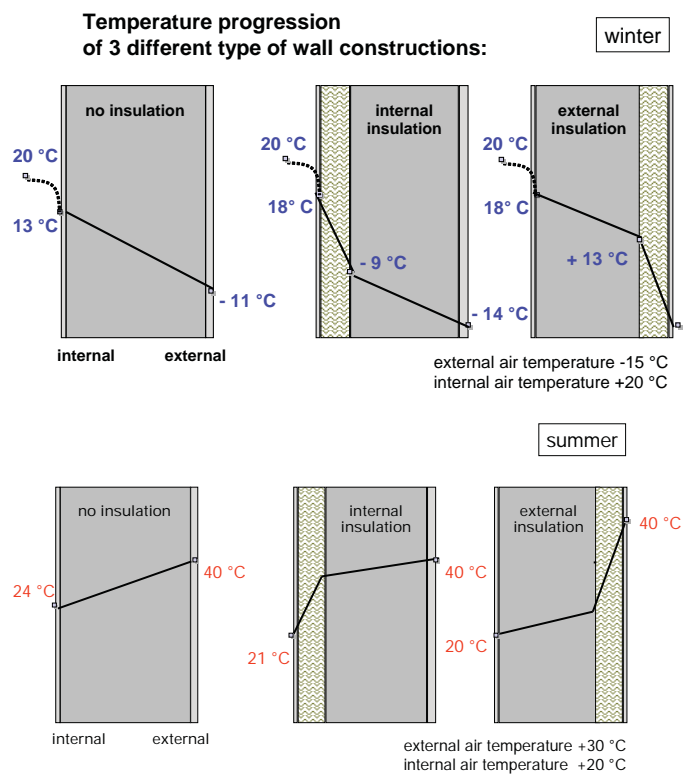 Temperature progression
of 3 different type of wall constructions:
winter
no insulation
20 °C
13 °C
- 11 °C
internal external
internal
insulation
20 °C
18 °C
- 9 °C
- 14 °C
external
insulation
20 °C
18 °C
+ 13 °C
external air temperature -15 °C
internal air temperature +20 °C
summer
no insulation
24 °C
40 °C
internal external
internal
insulation
40 °C
21 °C
external
insulation
40 °C
20 °C
external air temperature +30 °C
internal air temperature +20 °C